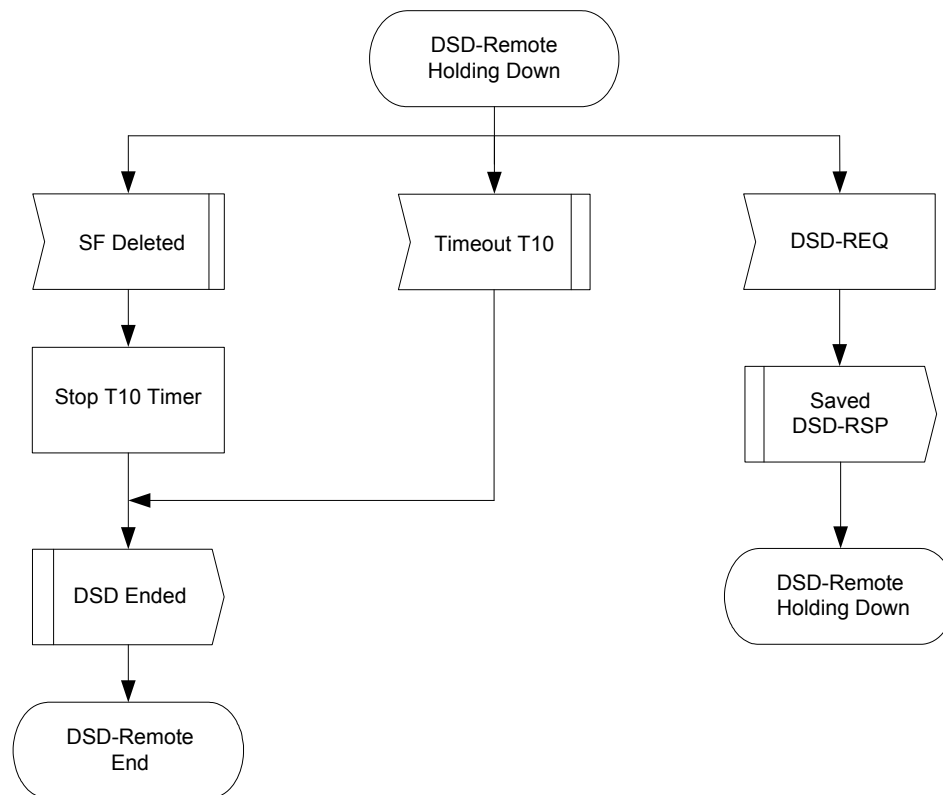 DSD-Remote
Holding Down
SF Deleted
Timeout T10
DSD-REQ
Stop T10 Timer
Saved
DSD-RSP
DSD Ended
DSD-Remote
Holding Down
DSD-Remote
End